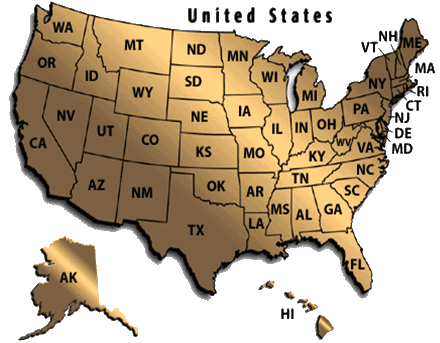 United States
WA
MT
ND
MN
VT
NH
ME
OR
ID
WY
SD
WI
MI
NY
MA
RI
CT
NV
UT
CO
NE
IA
IL
IN
OH
PA
NJ
DE
MD
CA
KS
MO
KY
WV
VA
AZ
NM
OK
AR
TN
NC
SC
TX
LA
MS
AL
GA
FL
AK
HI